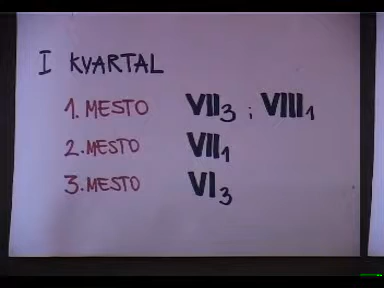 I KVARTAL
1. MESTO VII3 ; VIII1
2. MESTO VII1
3. MESTO VI3